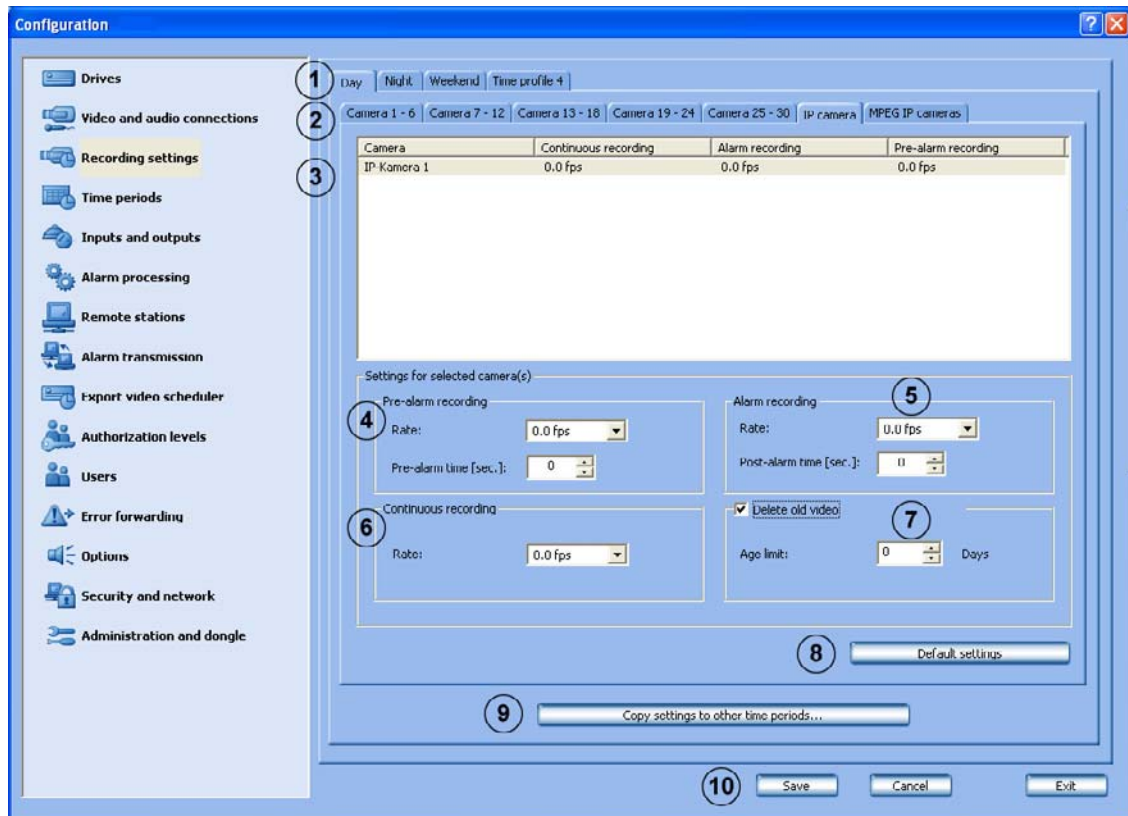 Configuration
Drives
Video and audio connections
Recording settings
Time periods
Inputs and outputs
Alarm processing
Remote stations
Alarm transmission
Export video scheduler
Authorization levels
Users
Error forwarding
Options
Security and network
Administration and dongle
1 Day Night Weekend Time profile 4
2 Camera 1 - 6 Camera 7 - 12 Camera 13 - 18 Camera 19 - 24 Camera 25 - 30 IP camera MPEG IP cameras
Camera Continuous recording Alarm recording Pre-alarm recording
3 IP-Kamera 1 0.0 fps 0.0 fps 0.0 fps
Settings for selected camera(s)
Pre-alarm recording
4 Rate: 0.0 fps
Pre-alarm time [sec.]: 0
Alarm recording 5
Rate: 0.0 fps
Post-alarm time [sec.]: 0
Continuous recording
6
Rate: 0.0 fps
Delete old video 7
Age limit: 0 Days
8 Default settings
9 Copy settings to other time periods...
10 Save Cancel Exit